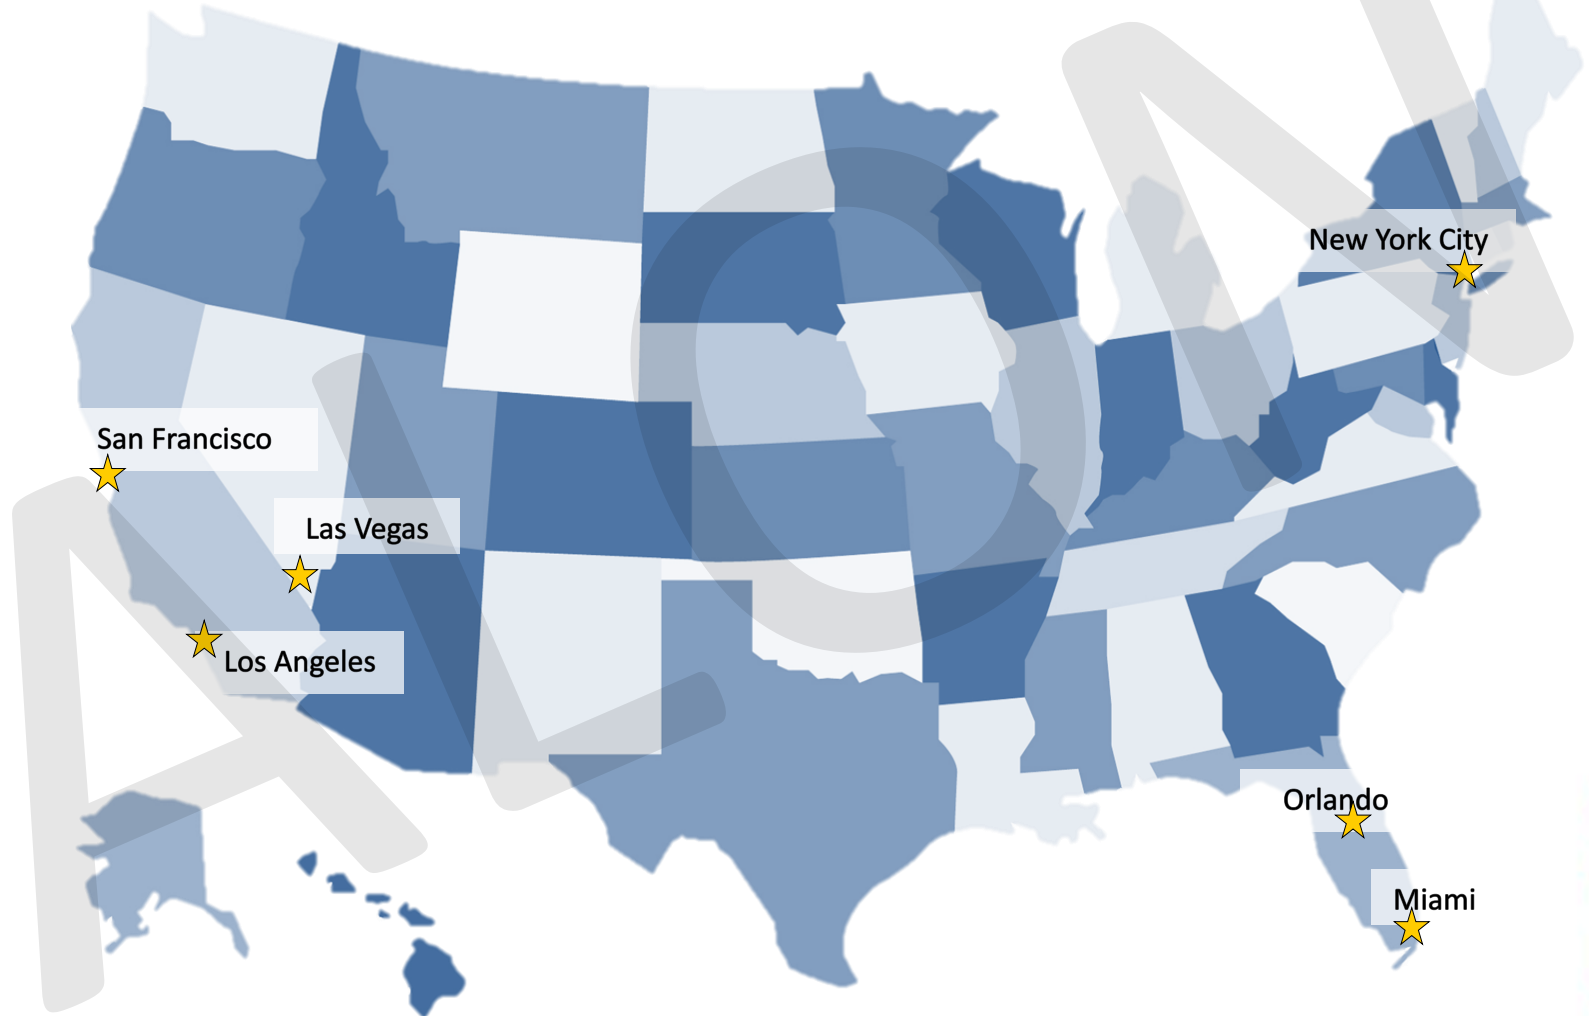 New York City
San Francisco
Las Vegas
Los Angeles
Orlando
Miami